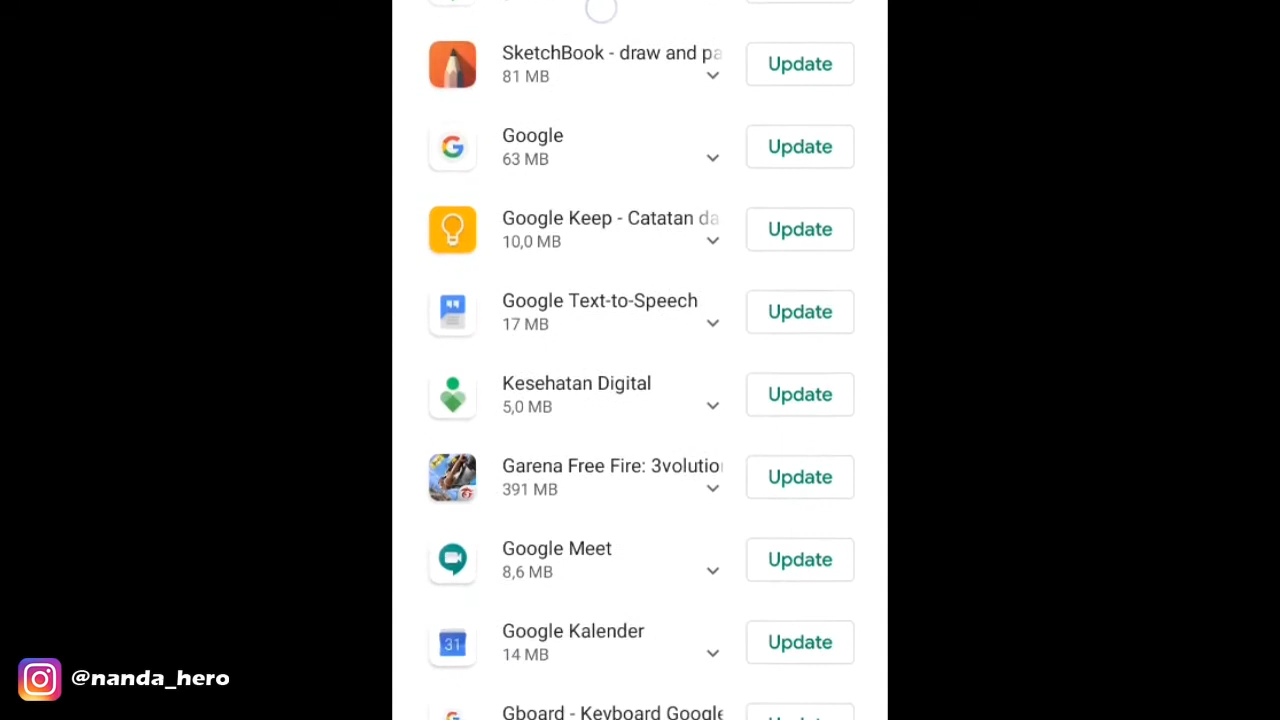 SketchBook - draw and pa
81 MB
Update
Google
63 MB
Update
Google Keep - Catatan da
10,0 MB
Update
Google Text-to-Speech
17 MB
Update
Kesehatan Digital
5,0 MB
Update
Garena Free Fire: 3volutio
391 MB
Update
Google Meet
8,6 MB
Update
Google Kalender
31
14 MB
Update
Gboard - Keyboard Google
Update
@nanda_hero